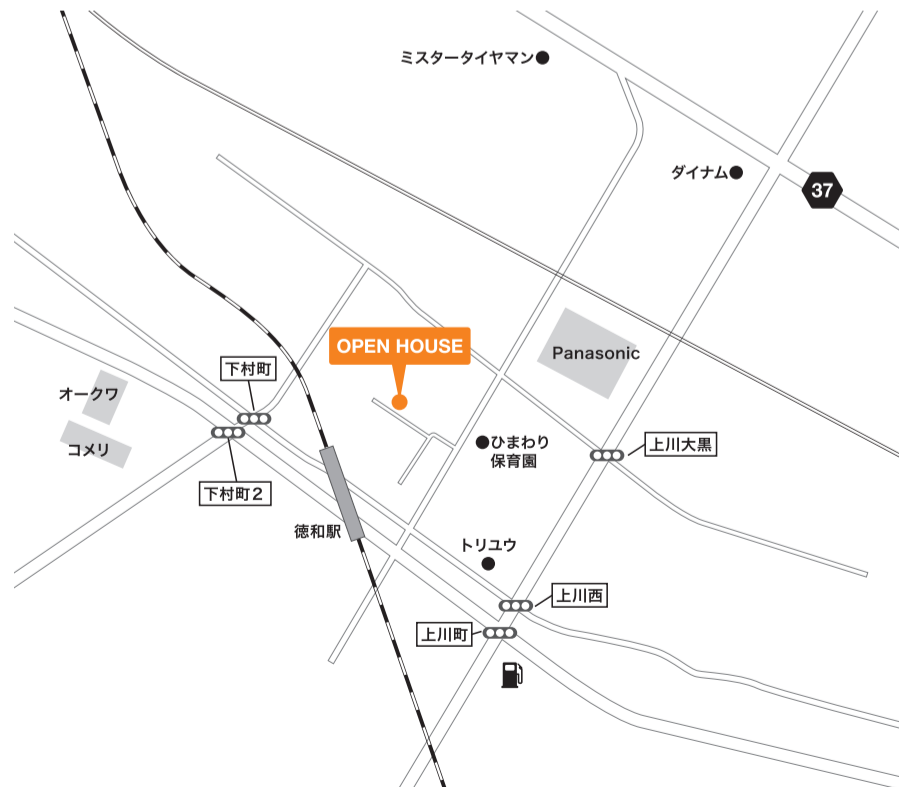 ミスタータイヤマン
ダイナム
37
OPEN HOUSE
Panasonic
下村町
オークワ
コメリ
ひまわり
保育園
上川大黒
下村町2
徳和駅
トリユウ
上川西
上川町